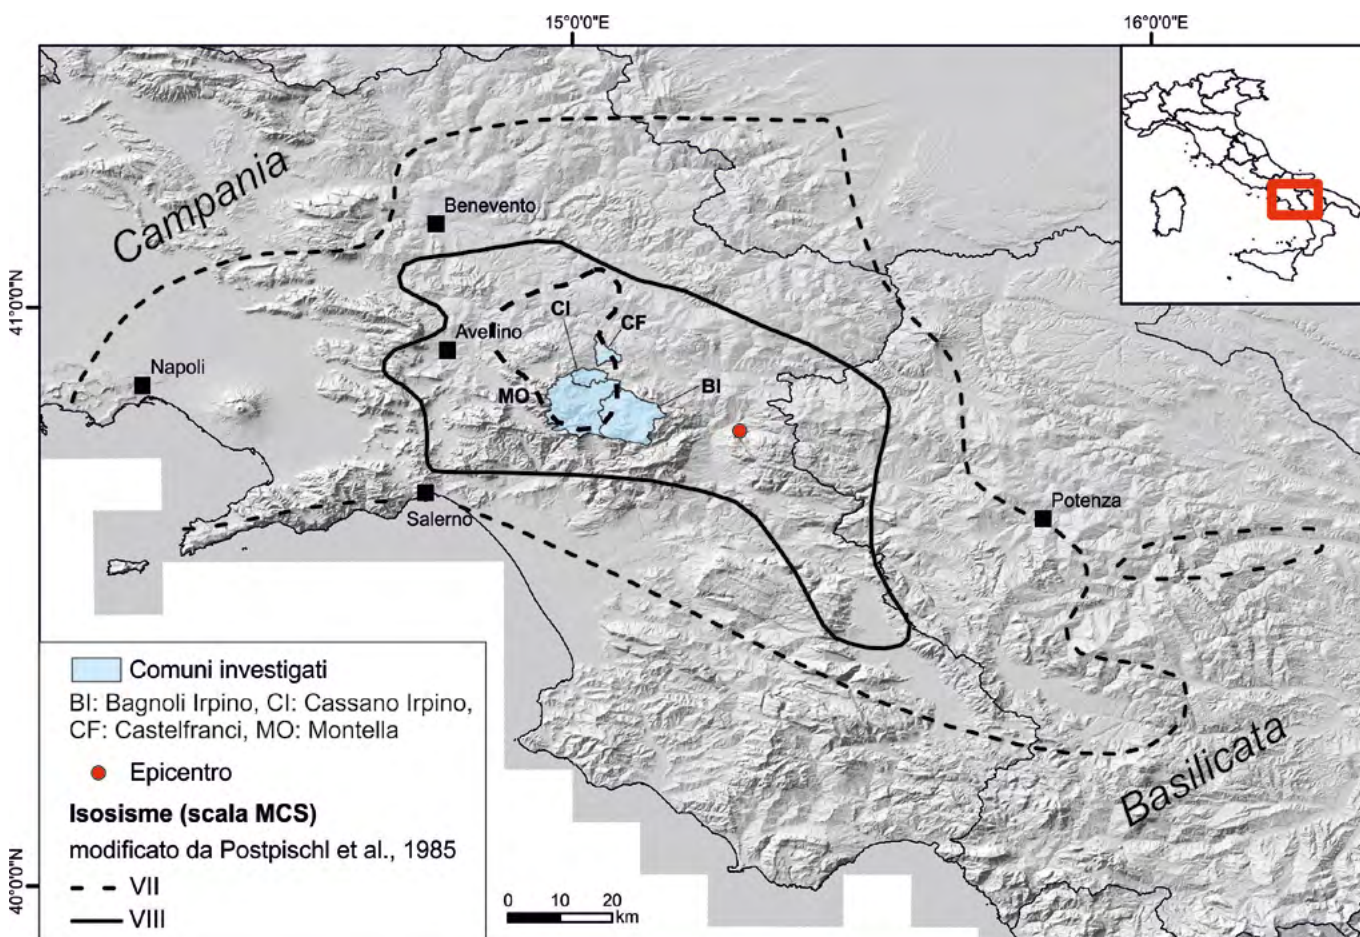 15°0'0"E
16°0'0"E
Campania
Benevento
41°0'0"N
CI
CF
Avellino
Napoli
MO
BI
Potenza
Salerno
Comuni investigati
BI: Bagnoli Irpino, CI: Cassano Irpino,
CF: Castelfranci, MO: Montella
Epicentro
Basilicata
Isosisme (scala MCS)
modificato da Postpischl et al., 1985
40°0'0"N
VII
VIII
0 10 20
km